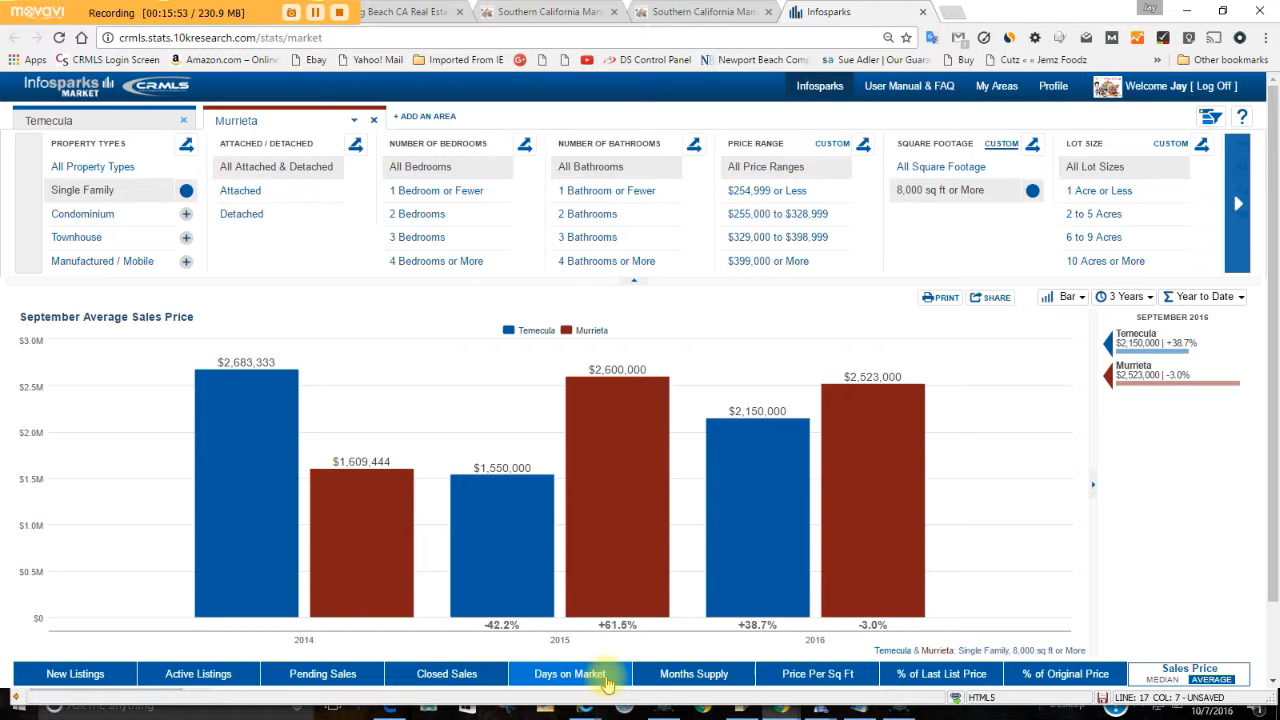 movavi
Recording | 00:15:53 / 230.9 MB
g Beach CA Real Esta
Southern California Mar
Southern California Mar
Infosparks
Jay
crmls.stats.10kresearch.com/stats/market
Apps
CRMLS Login Screen
Amazon.com – Onlin
Ebay
Yahoo! Mail
Imported From IE
DS Control Panel
Newport Beach Comp
Sue Adler | Our Guara
Buy
Cutz « « Jemz Foodz
Other bookmarks
Infosparks MARKET
CRMLS
Infosparks
User Manual & FAQ
My Areas
Profile
Welcome Jay [ Log Off ]
Temecula
Murrieta
+ ADD AN AREA
PROPERTY TYPES
All Property Types
Single Family
Condominium
Townhouse
Manufactured / Mobile
ATTACHED / DETACHED
All Attached & Detached
Attached
Detached
NUMBER OF BEDROOMS
All Bedrooms
1 Bedroom or Fewer
2 Bedrooms
3 Bedrooms
4 Bedrooms or More
NUMBER OF BATHROOMS
All Bathrooms
1 Bathroom or Fewer
2 Bathrooms
3 Bathrooms
4 Bathrooms or More
PRICE RANGE CUSTOM
All Price Ranges
$254,999 or Less
$255,000 to $328,999
$329,000 to $398,999
$399,000 or More
SQUARE FOOTAGE CUSTOM
All Square Footage
8,000 sq ft or More
LOT SIZE CUSTOM
All Lot Sizes
1 Acre or Less
2 to 5 Acres
6 to 9 Acres
10 Acres or More
PRINT
SHARE
Bar
3 Years
Σ Year to Date
September Average Sales Price
Temecula Murrieta
$3.0M
$2.5M
$2.0M
$1.5M
$1.0M
$0.5M
$0
$2,683,333
$1,609,444
$1,550,000
$2,600,000
$2,150,000
$2,523,000
-42.2% +61.5% +38.7% -3.0%
2014 2015 2016
Temecula & Murrieta: Single Family, 8,000 sq ft or More
SEPTEMBER 2016
Temecula
$2,150,000 | +38.7%
Murrieta
$2,523,000 | -3.0%
New Listings
Active Listings
Pending Sales
Closed Sales
Days on Market
Months Supply
Price Per Sq Ft
% of Last List Price
% of Original Price
Sales Price
MEDIAN AVERAGE
HTML5
LINE: 17 COL: 7 - UNSAVED
Ask me anything
10/7/2016